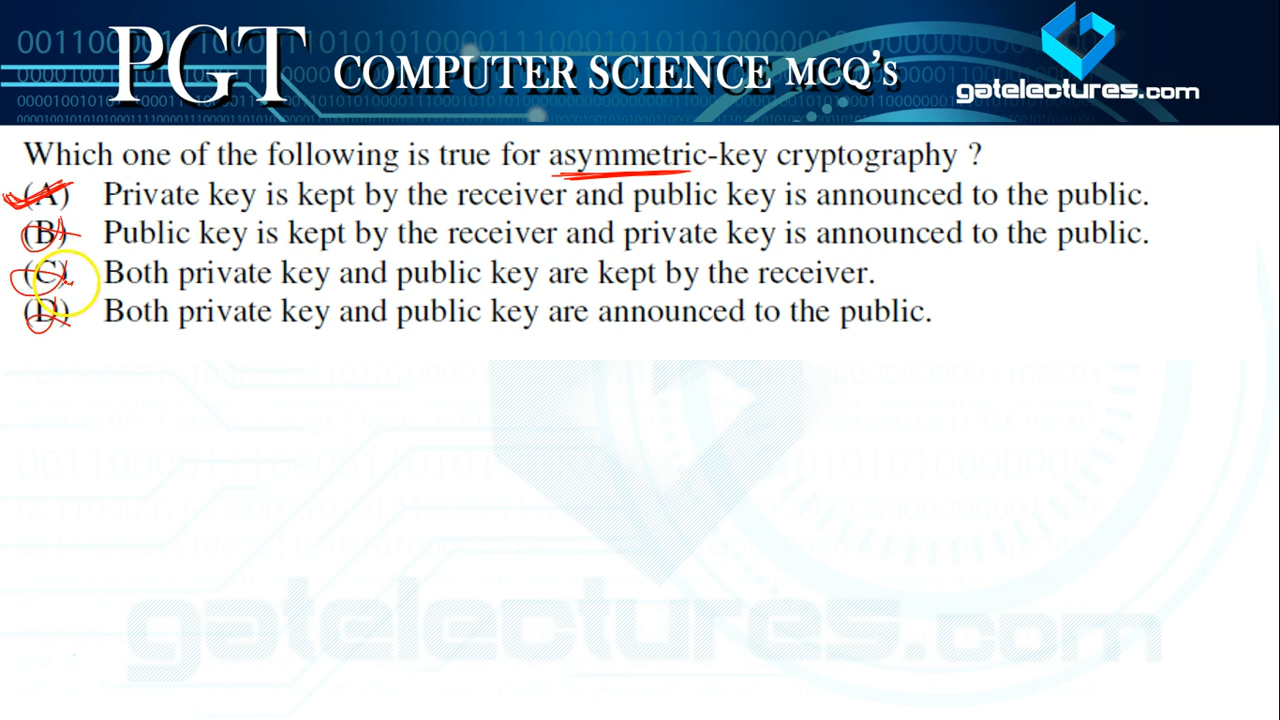 PGT COMPUTER SCIENCE MCQ's
gatelectures.com
Which one of the following is true for asymmetric-key cryptography ?
(A) Private key is kept by the receiver and public key is announced to the public.
(B) Public key is kept by the receiver and private key is announced to the public.
(C) Both private key and public key are kept by the receiver.
(D) Both private key and public key are announced to the public.
gatelectures.com